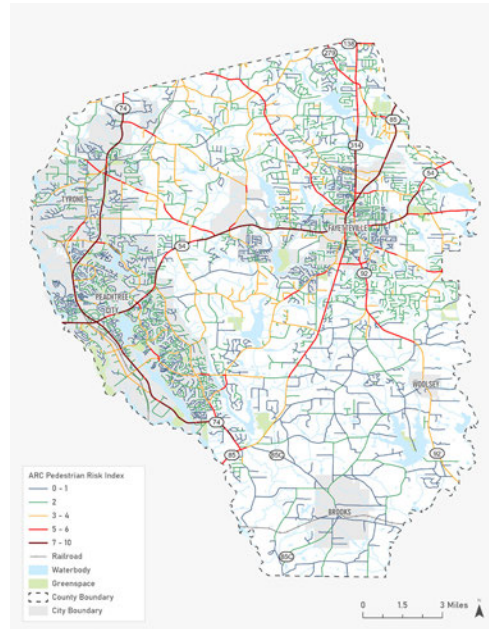 138
279
74
85
314
54
TYRONE
FAYETTEVILLE
54
92
PEACHTREE
CITY
WOOLSEY
74
85
85C
92
BROOKS
85C
ARC Pedestrian Risk Index
0 - 1
2
3 - 4
5 - 6
7 - 10
Railroad
Waterbody
Greenspace
County Boundary
City Boundary
0 1.5 3 Miles
N